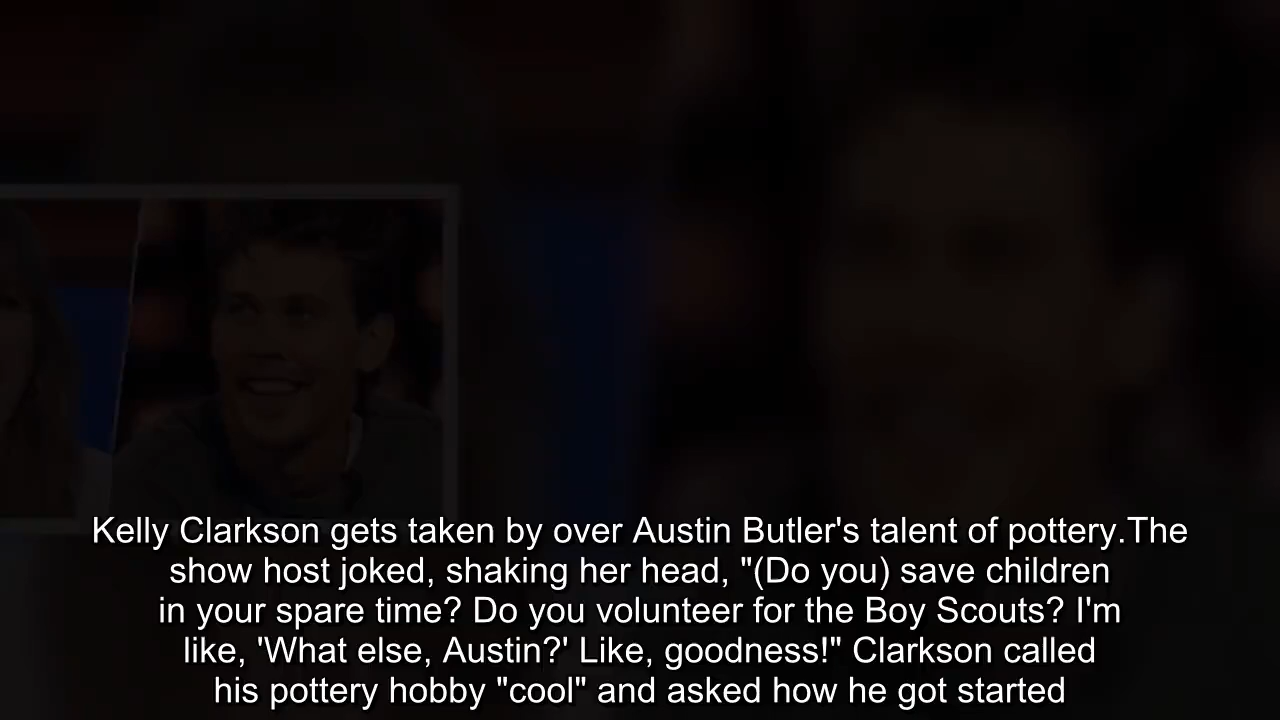 Kelly Clarkson gets taken by over Austin Butler's talent of pottery.The
show host joked, shaking her head, "(Do you) save children
in your spare time? Do you volunteer for the Boy Scouts? I'm
like, 'What else, Austin?' Like, goodness!" Clarkson called
his pottery hobby "cool" and asked how he got started